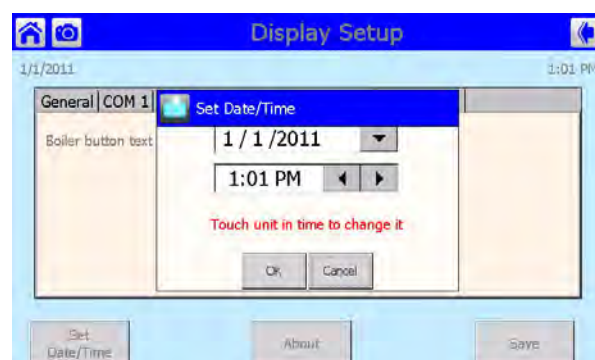 Display Setup
1/1/2011 1:01 PM
General COM 1
Set Date/Time
Boiler button text
1 / 1 /2011
1:01 PM
Touch unit in time to change it
OK Cancel
Set
Date/Time
About
Save